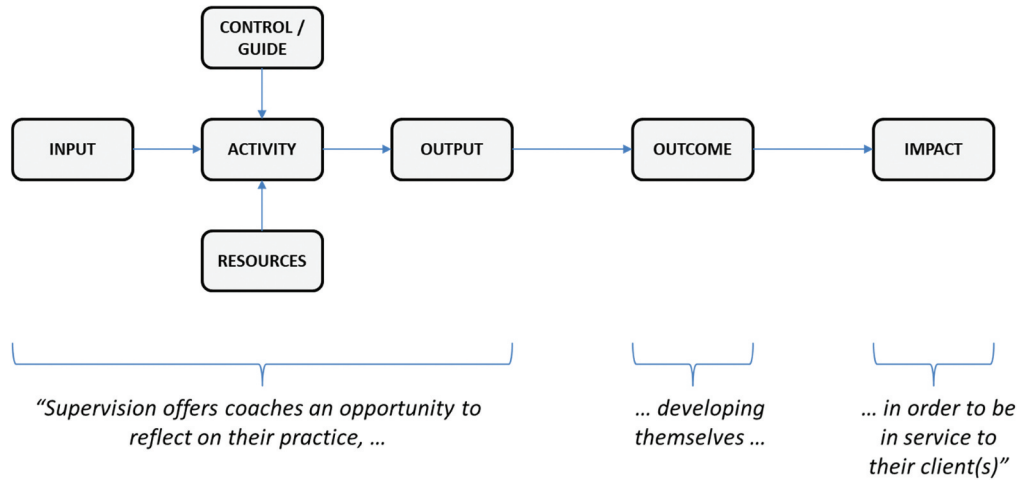 CONTROL /
GUIDE
INPUT
ACTIVITY
OUTPUT
OUTCOME
IMPACT
RESOURCES
“Supervision offers coaches an opportunity to
reflect on their practice, …
… developing
themselves …
… in order to be
in service to
their client(s)”